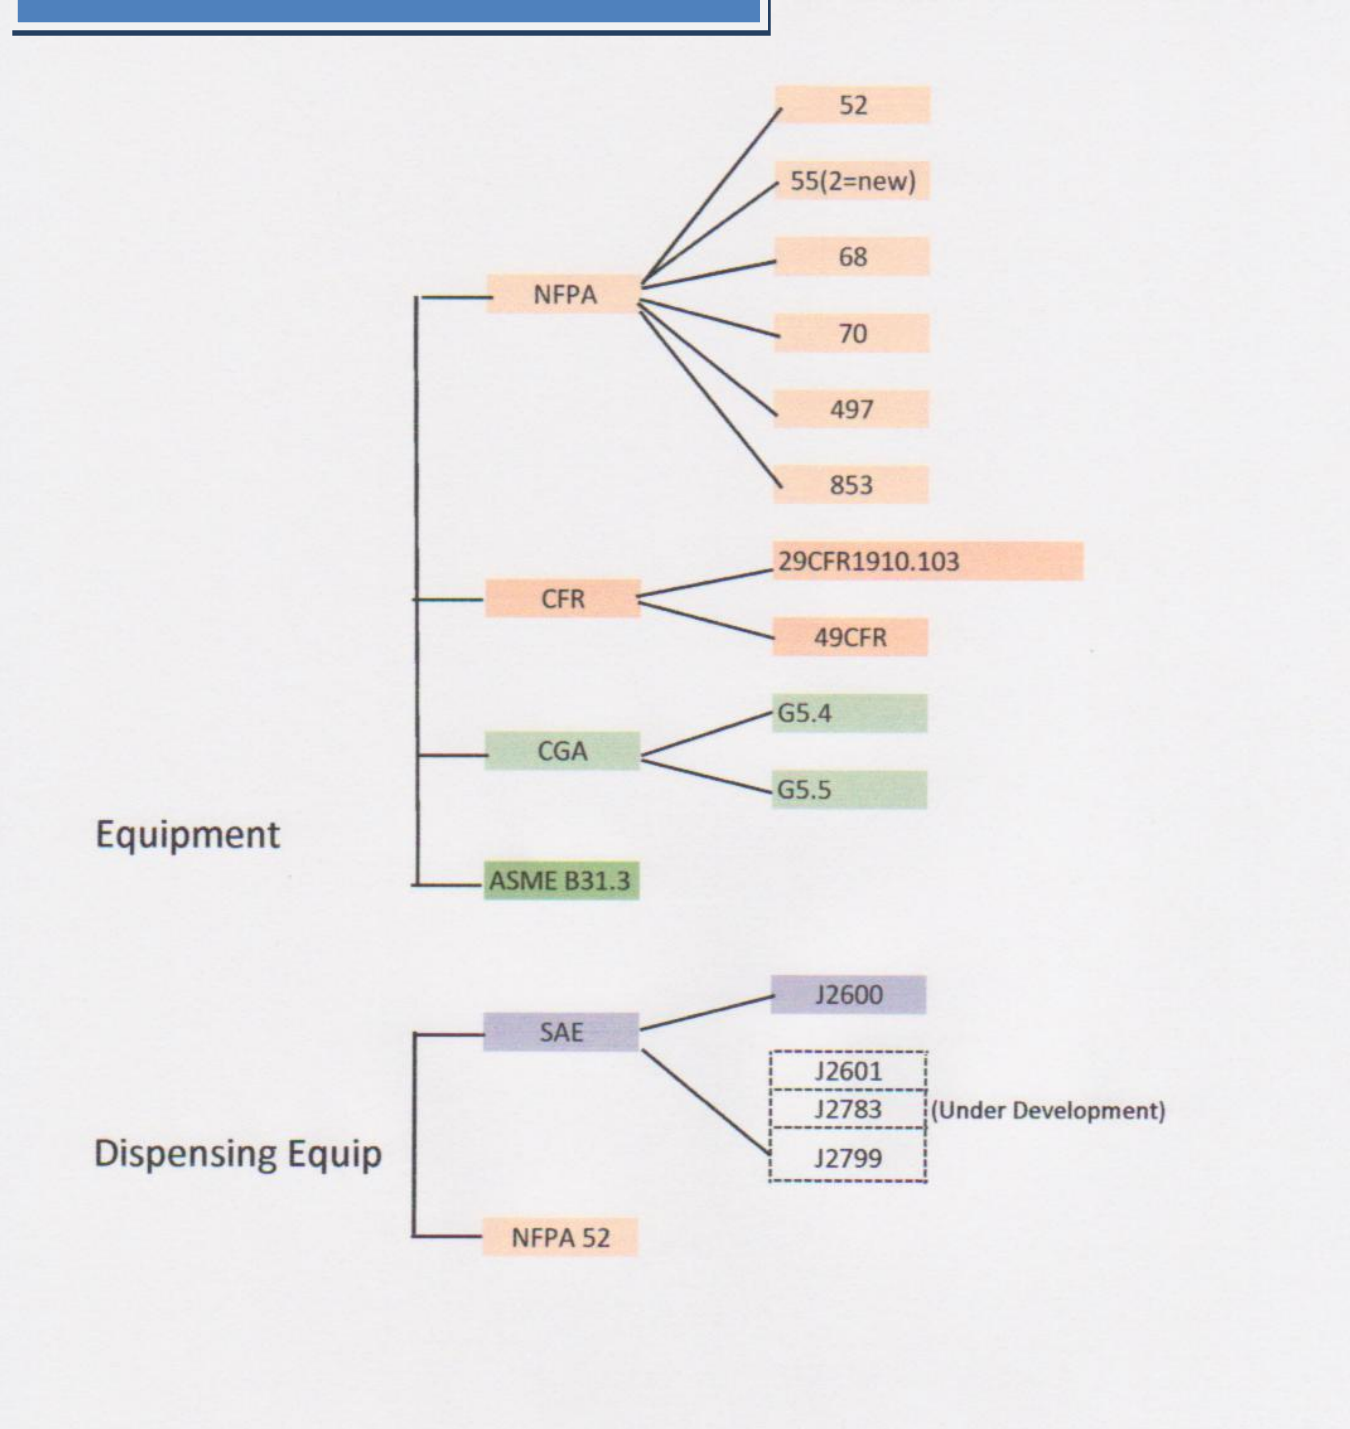 52
55(2=new)
68
NFPA
70
497
853
29CFR1910.103
CFR
49CFR
G5.4
CGA
G5.5
Equipment
ASME B31.3
J2600
SAE
J2601
J2783 (Under Development)
Dispensing Equip
J2799
NFPA 52